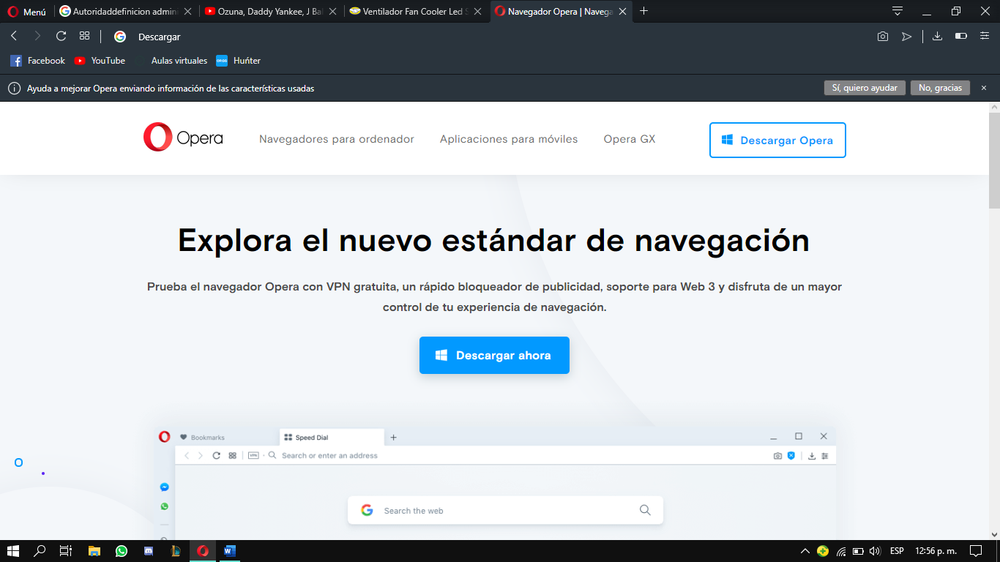 Menú
Autoridaddefinicion admini
Ozuna, Daddy Yankee, J Bal
Ventilador Fan Cooler Led S
Navegador Opera | Navega
Descargar
Facebook
YouTube
Aulas virtuales
Huńter
Ayuda a mejorar Opera enviando información de las características usadas
Sí, quiero ayudar
No, gracias
Opera
Navegadores para ordenador
Aplicaciones para móviles
Opera GX
Descargar Opera
Explora el nuevo estándar de navegación
Prueba el navegador Opera con VPN gratuita, un rápido bloqueador de publicidad, soporte para Web 3 y disfruta de un mayor
control de tu experiencia de navegación.
Descargar ahora
Bookmarks
Speed Dial
VPN
Search or enter an address
Search the web
ESP
12:56 p. m.